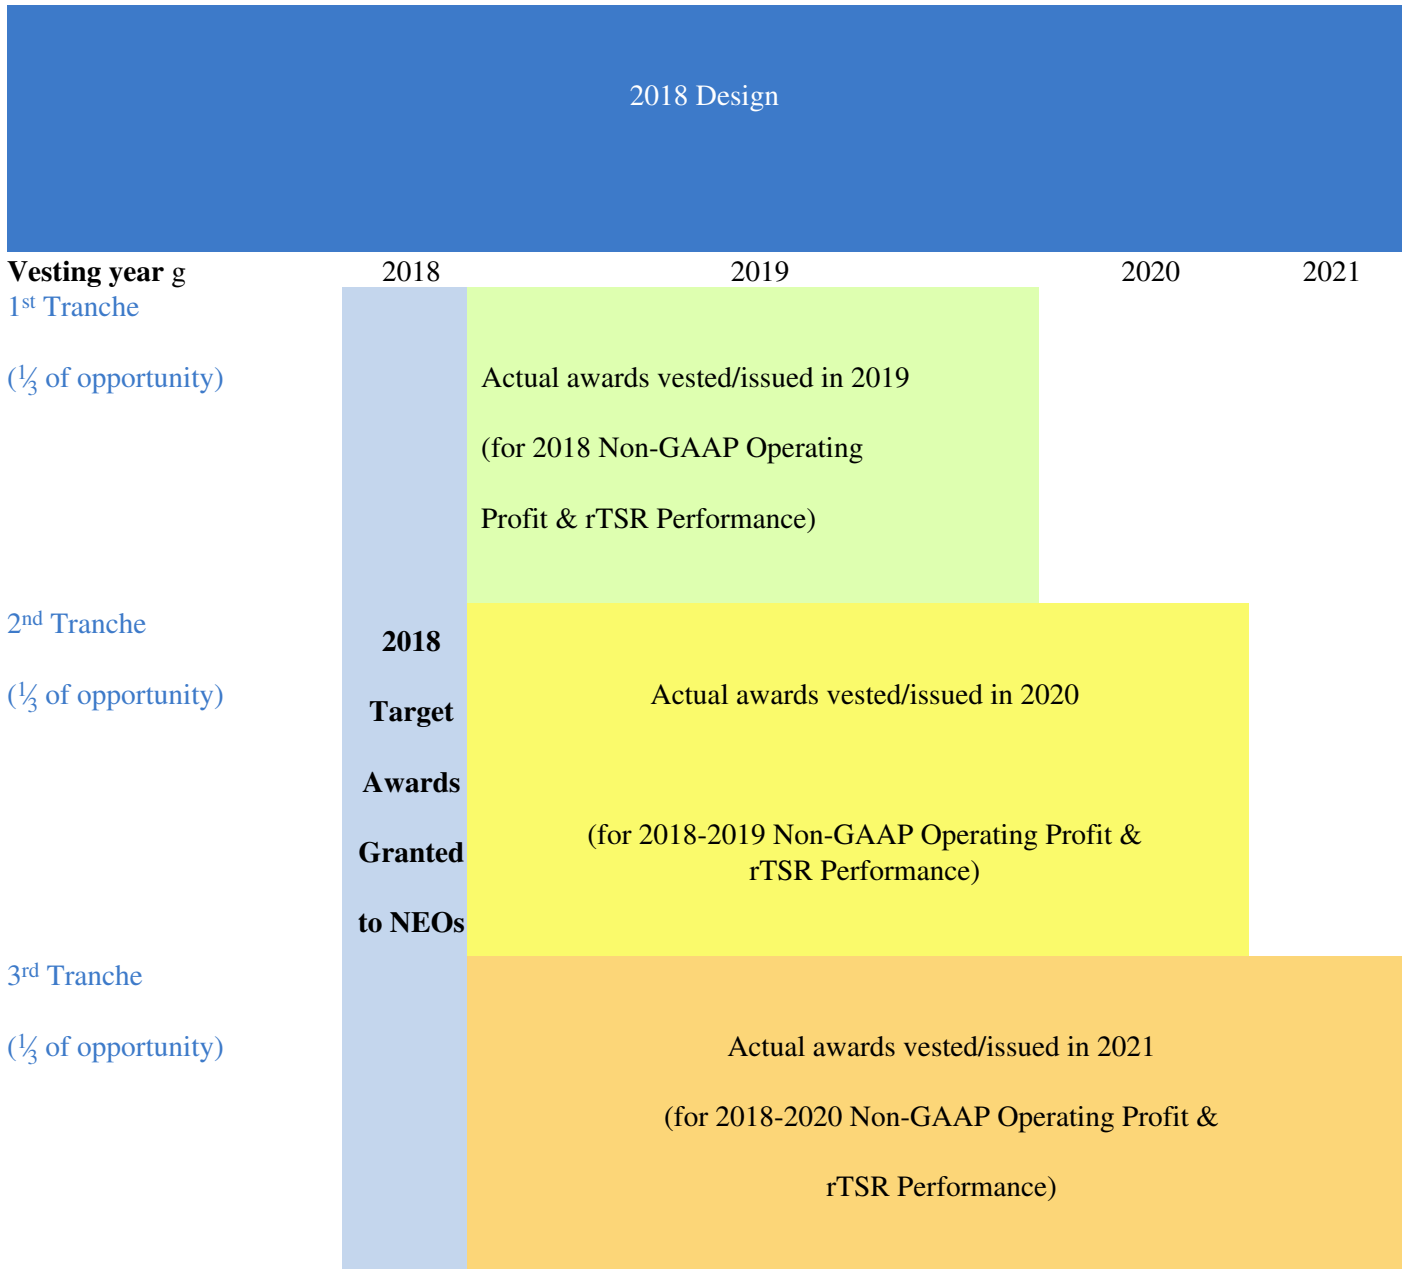 2018 Design
Vesting year g 2018 2019 2020 2021
1st Tranche
(⅓ of opportunity) Actual awards vested/issued in 2019
(for 2018 Non-GAAP Operating
Profit & rTSR Performance)
2nd Tranche
2018
(⅓ of opportunity) Actual awards vested/issued in 2020
Target
Awards
(for 2018-2019 Non-GAAP Operating Profit &
Granted
rTSR Performance)
to NEOs
3rd Tranche
(⅓ of opportunity) Actual awards vested/issued in 2021
(for 2018-2020 Non-GAAP Operating Profit &
rTSR Performance)